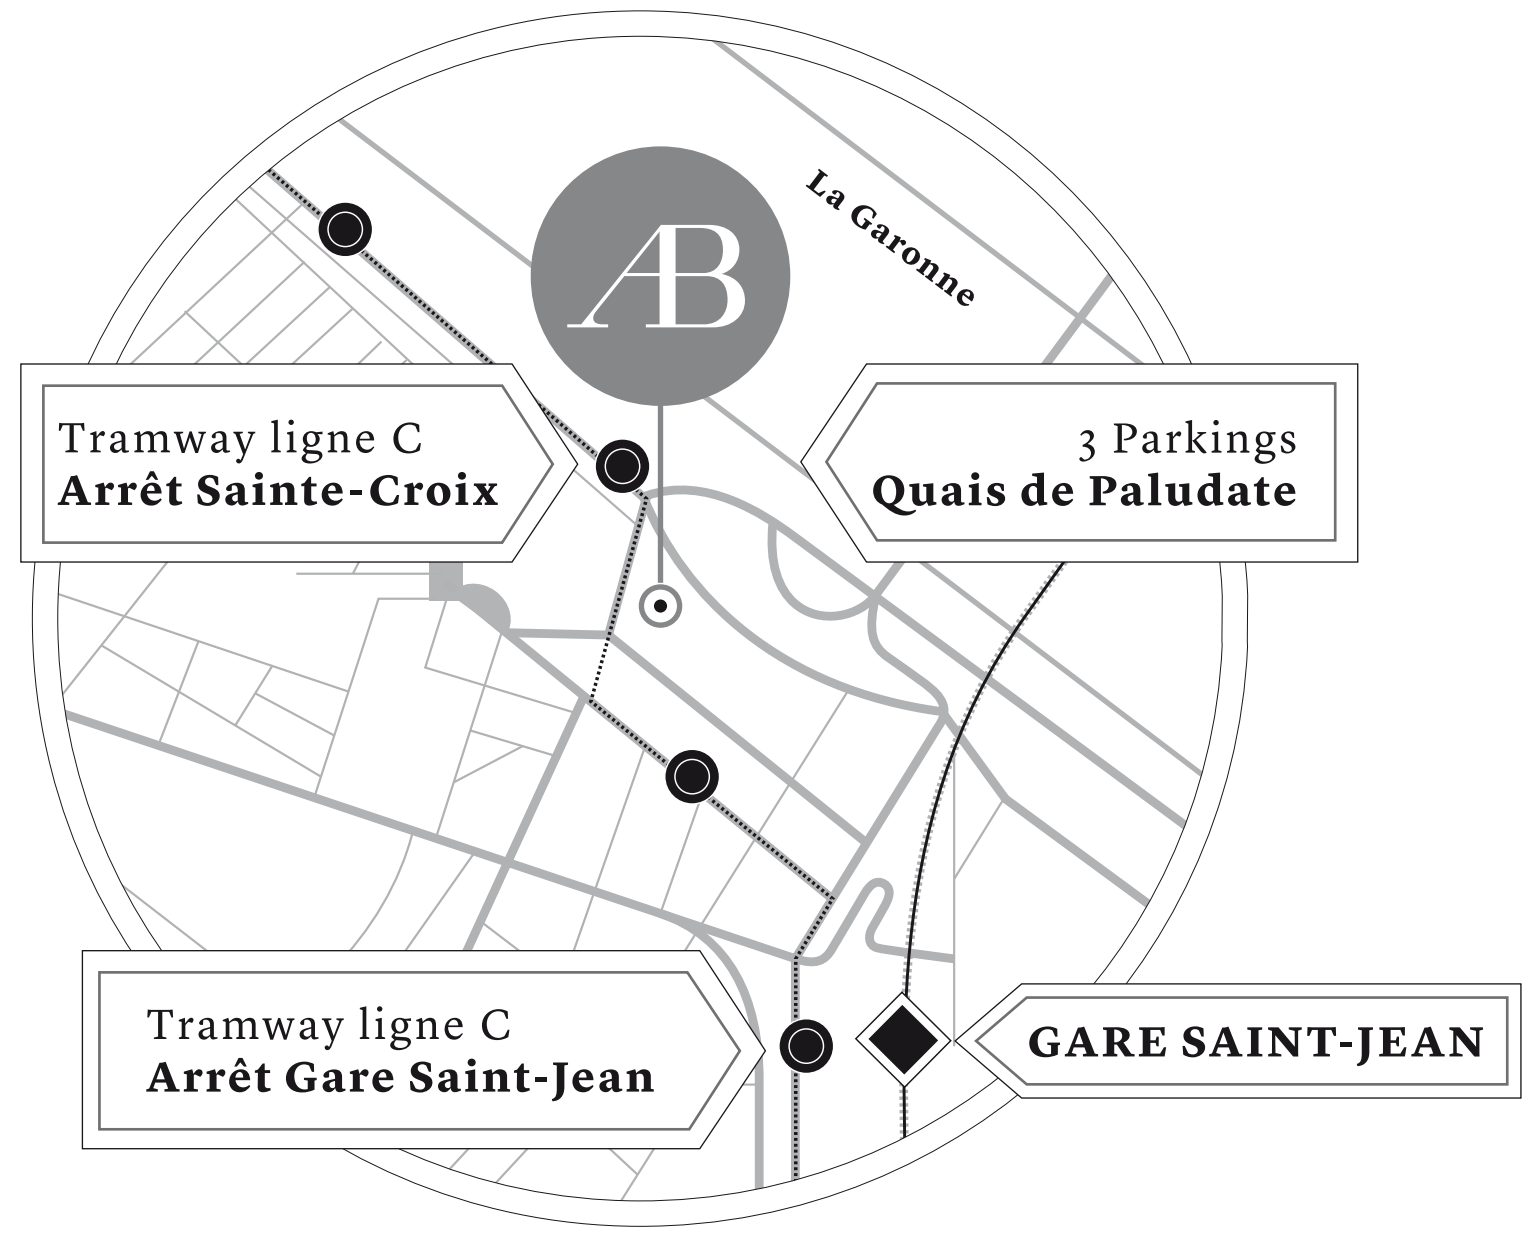 La Garonne
AB
Tramway ligne C
Arrêt Sainte-Croix
3 Parkings
Quais de Paludate
Tramway ligne C
Arrêt Gare Saint-Jean
GARE SAINT-JEAN